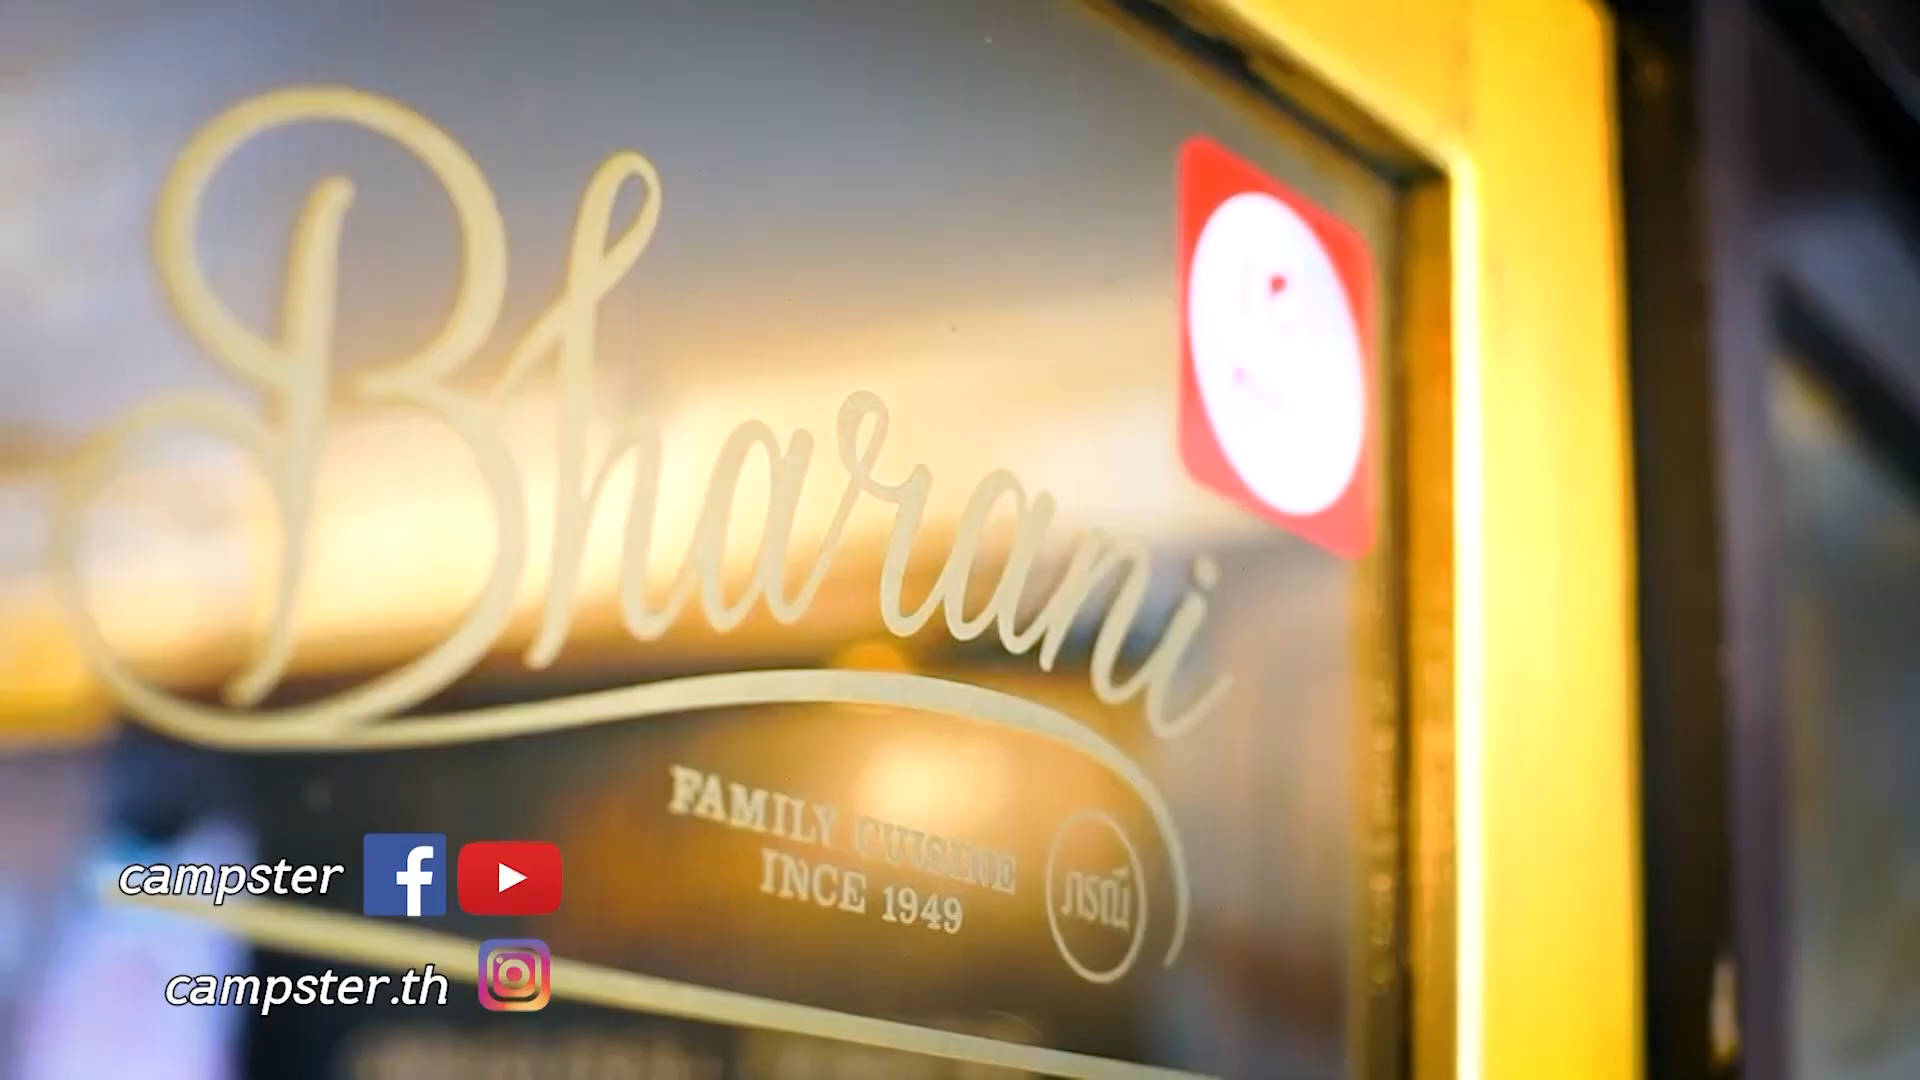 Bharani
FAMILY CUISINE
INCE 1949
ภรณี
campster
campster.th